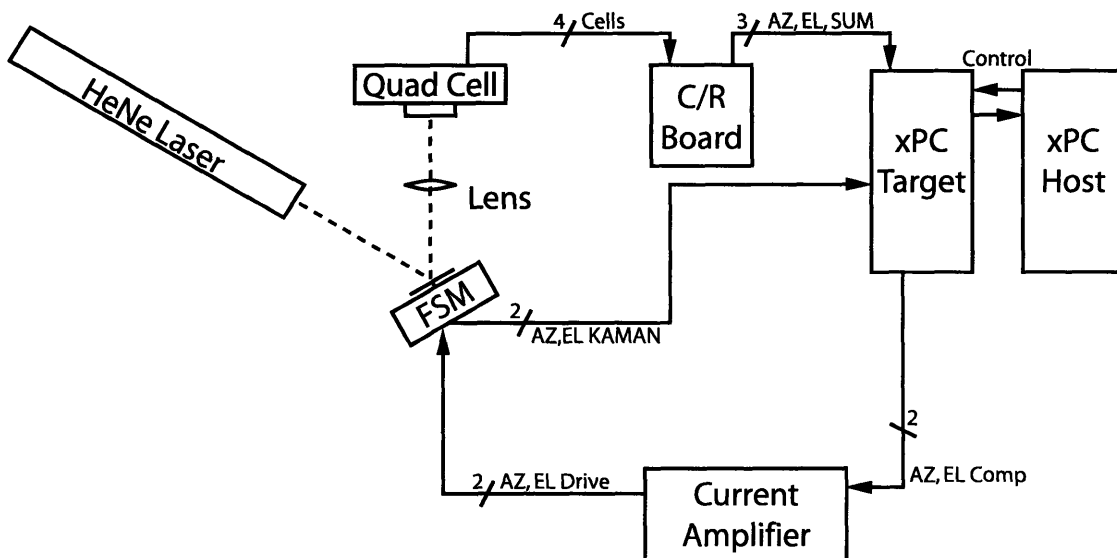 4 Cells
3 AZ, EL, SUM
Control
HeNe Laser
Quad Cell
C/R
Board
xPC
Target
xPC
Host
Lens
FSM
2
AZ,EL KAMAN
2
AZ, EL Comp
2 AZ, EL Drive
Current
Amplifier